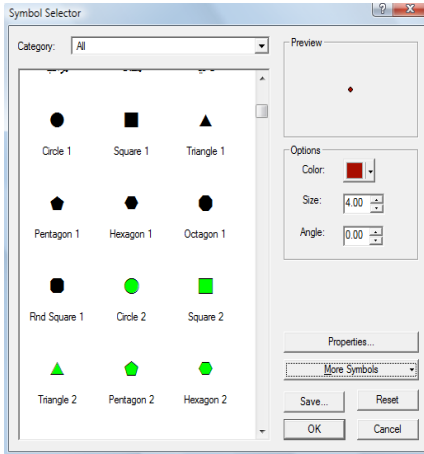 Symbol Selector
Category: All
Circle 1 Square 1 Triangle 1
Pentagon 1 Hexagon 1 Octagon 1
Rnd Square 1 Circle 2 Square 2
Triangle 2 Pentagon 2 Hexagon 2
Preview
Options
Color:
Size: 4.00
Angle: 0.00
Properties...
More Symbols
Save... Reset
OK Cancel